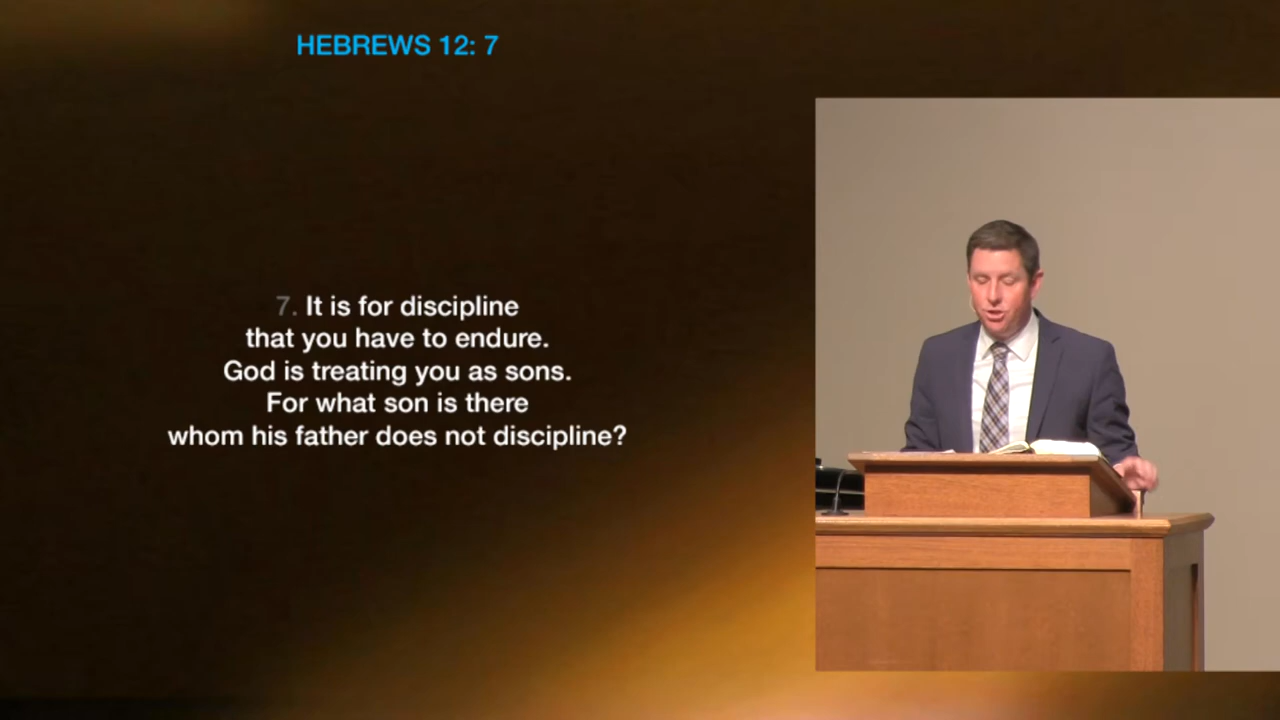 HEBREWS 12: 7
7. It is for discipline
that you have to endure.
God is treating you as sons.
For what son is there
whom his father does not discipline?